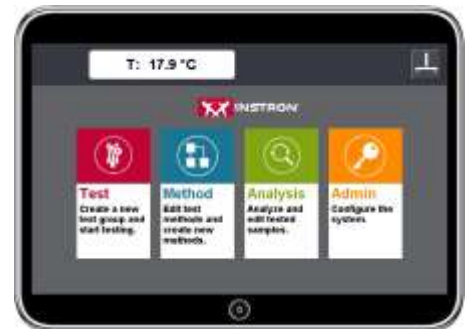 T: 17.9 °C
INSTRON
Test
Create a new
test group and
start testing.
Method
Edit test
methods and
create new
methods.
Analysis
Analyze and
edit tested
samples.
Admin
Configure the
system.